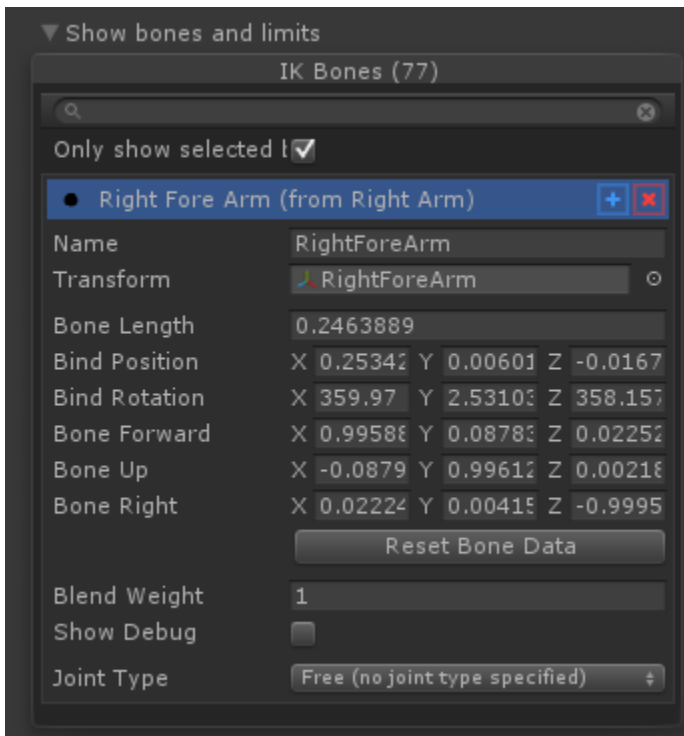 Show bones and limits
IK Bones (77)
Only show selected b
Right Fore Arm (from Right Arm)
Name RightForeArm
Transform RightForeArm
Bone Length 0.2463889
Bind Position X 0.25342 Y 0.00601 Z -0.0167
Bind Rotation X 359.97 Y 2.53103 Z 358.157
Bone Forward X 0.99588 Y 0.08783 Z 0.02252
Bone Up X -0.0879 Y 0.99612 Z 0.00218
Bone Right X 0.02224 Y 0.00415 Z -0.9995
Reset Bone Data
Blend Weight 1
Show Debug
Joint Type Free (no joint type specified)